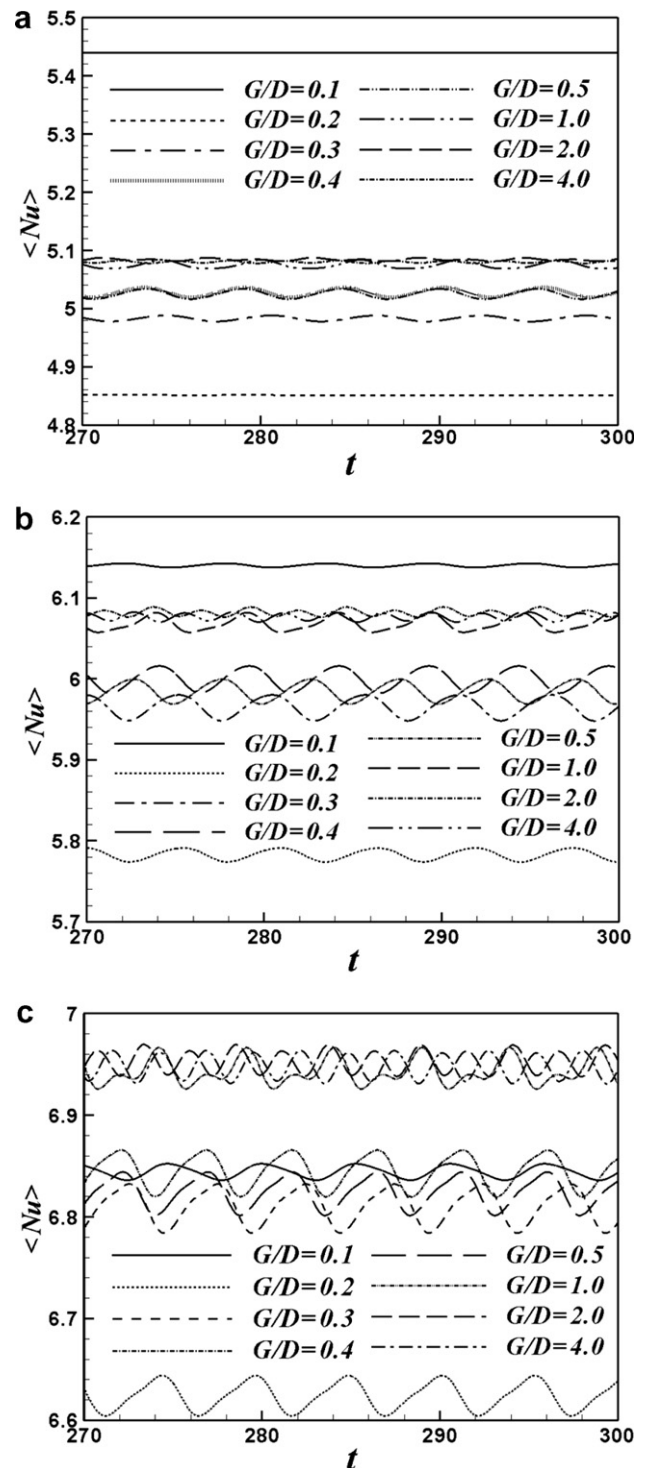 a
5.5
5.4
5.3
5.2
5.1
5
4.9
4.8
<Nu>
G/D=0.1
G/D=0.5
G/D=0.2
G/D=1.0
G/D=0.3
G/D=2.0
G/D=0.4
G/D=4.0
270
280
290
300
t
b
6.2
6.1
6
5.9
5.8
5.7
<Nu>
G/D=0.1
G/D=0.5
G/D=0.2
G/D=1.0
G/D=0.3
G/D=2.0
G/D=0.4
G/D=4.0
270
280
290
300
t
c
7
6.9
6.8
6.7
6.6
<Nu>
G/D=0.1
G/D=0.5
G/D=0.2
G/D=1.0
G/D=0.3
G/D=2.0
G/D=0.4
G/D=4.0
270
280
290
300
t